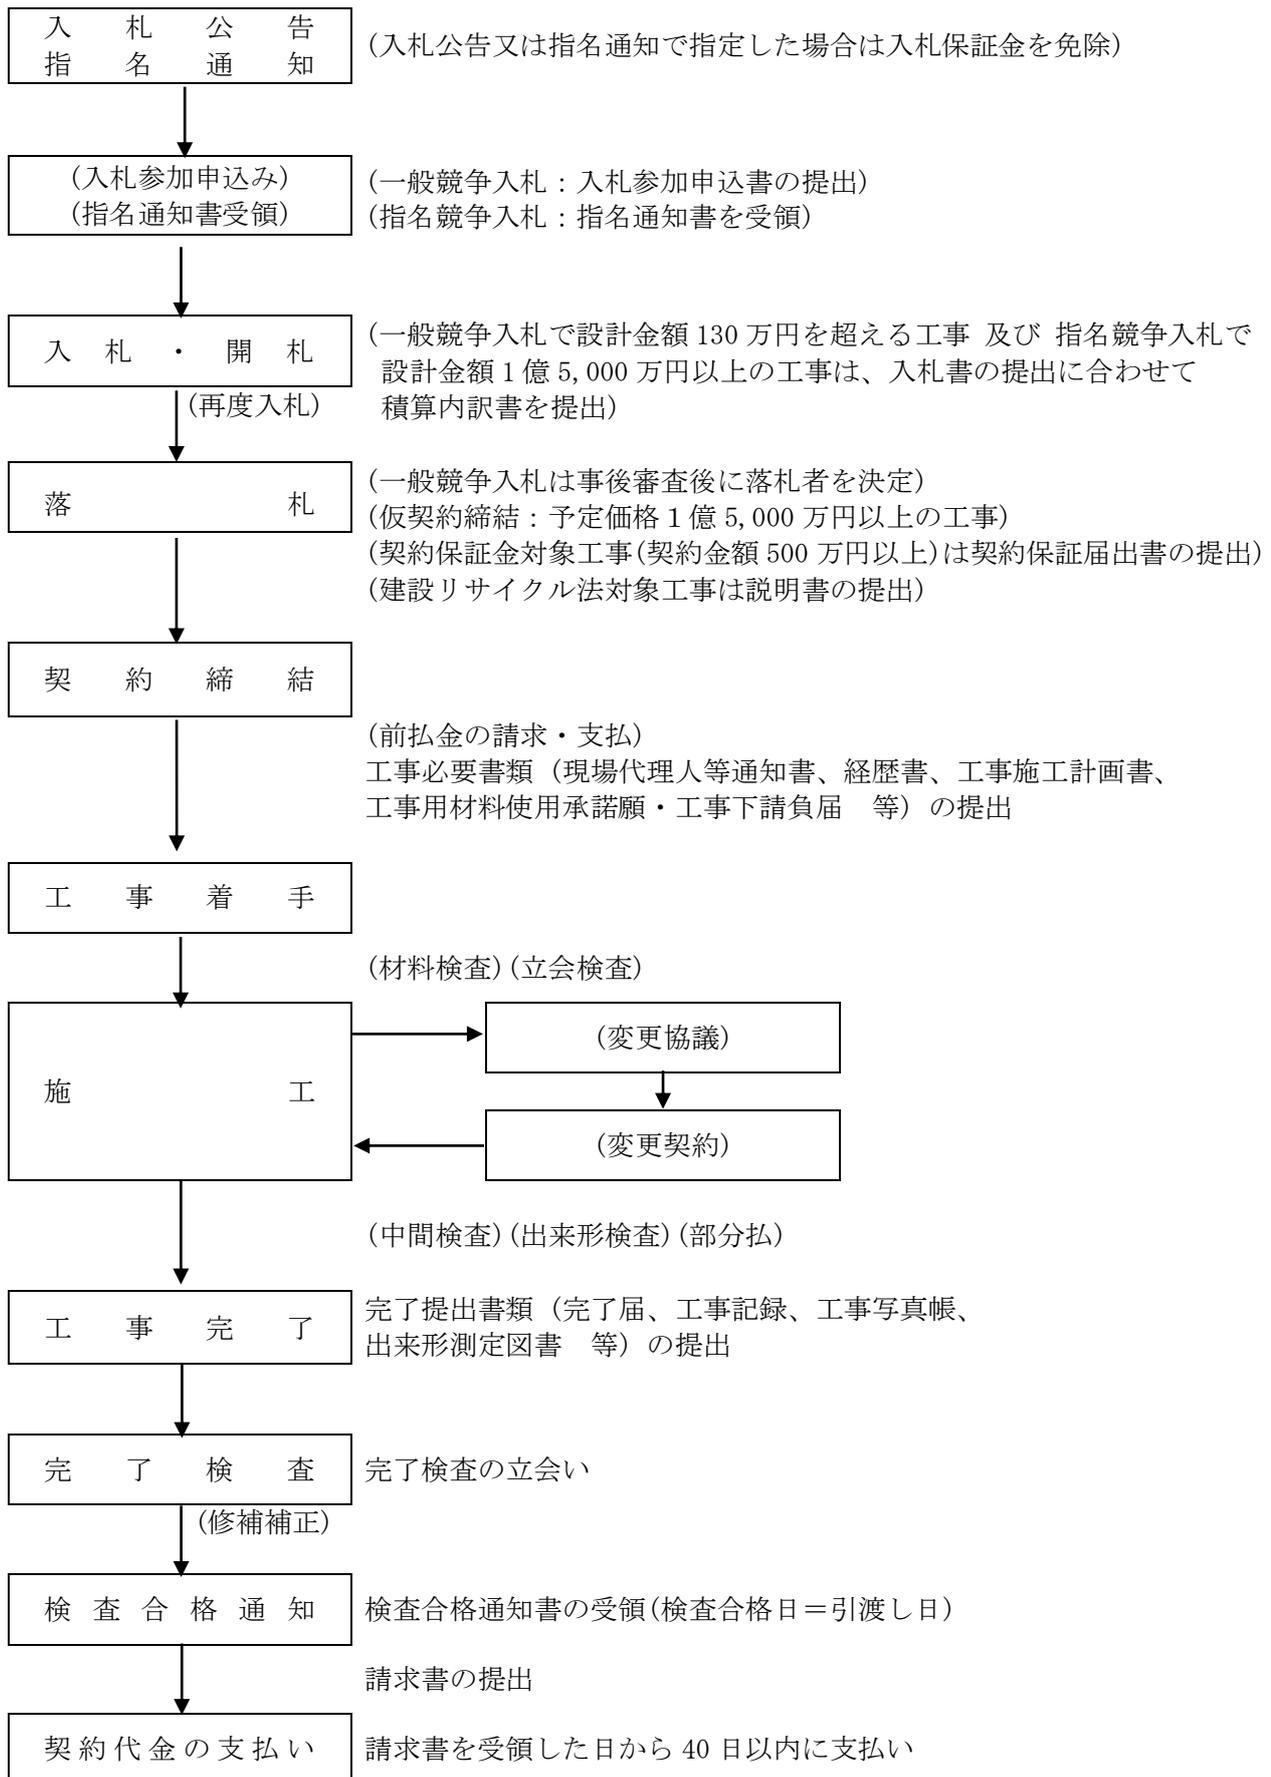 入札公告
指名通知
(入札公告又は指名通知で指定した場合は入札保証金を免除)
(入札参加申込み)
(指名通知書受領)
(一般競争入札：入札参加申込書の提出)
(指名競争入札：指名通知書を受領)
入札・開札
(一般競争入札で設計金額 130 万円を超える工事 及び 指名競争入札で
設計金額 1 億 5,000 万円以上の工事は、入札書の提出に合わせて
積算内訳書を提出)
(再度入札)
落札
(一般競争入札は事後審査後に落札者を決定)
(仮契約締結：予定価格 1 億 5,000 万円以上の工事)
(契約保証金対象工事(契約金額 500 万円以上)は契約保証届出書の提出)
(建設リサイクル法対象工事は説明書の提出)
契約締結
(前払金の請求・支払)
工事必要書類（現場代理人等通知書、経歴書、工事施工計画書、
工事用材料使用承諾願・工事下請負届　等）の提出
工事着手
(材料検査)(立会検査)
施工
(変更協議)
(変更契約)
(中間検査)(出来形検査)(部分払)
工事完了
完了提出書類（完了届、工事記録、工事写真帳、
出来形測定図書　等）の提出
完了検査
完了検査の立会い
(修補補正)
検査合格通知
検査合格通知書の受領(検査合格日＝引渡し日)
請求書の提出
契約代金の支払い
請求書を受領した日から 40 日以内に支払い